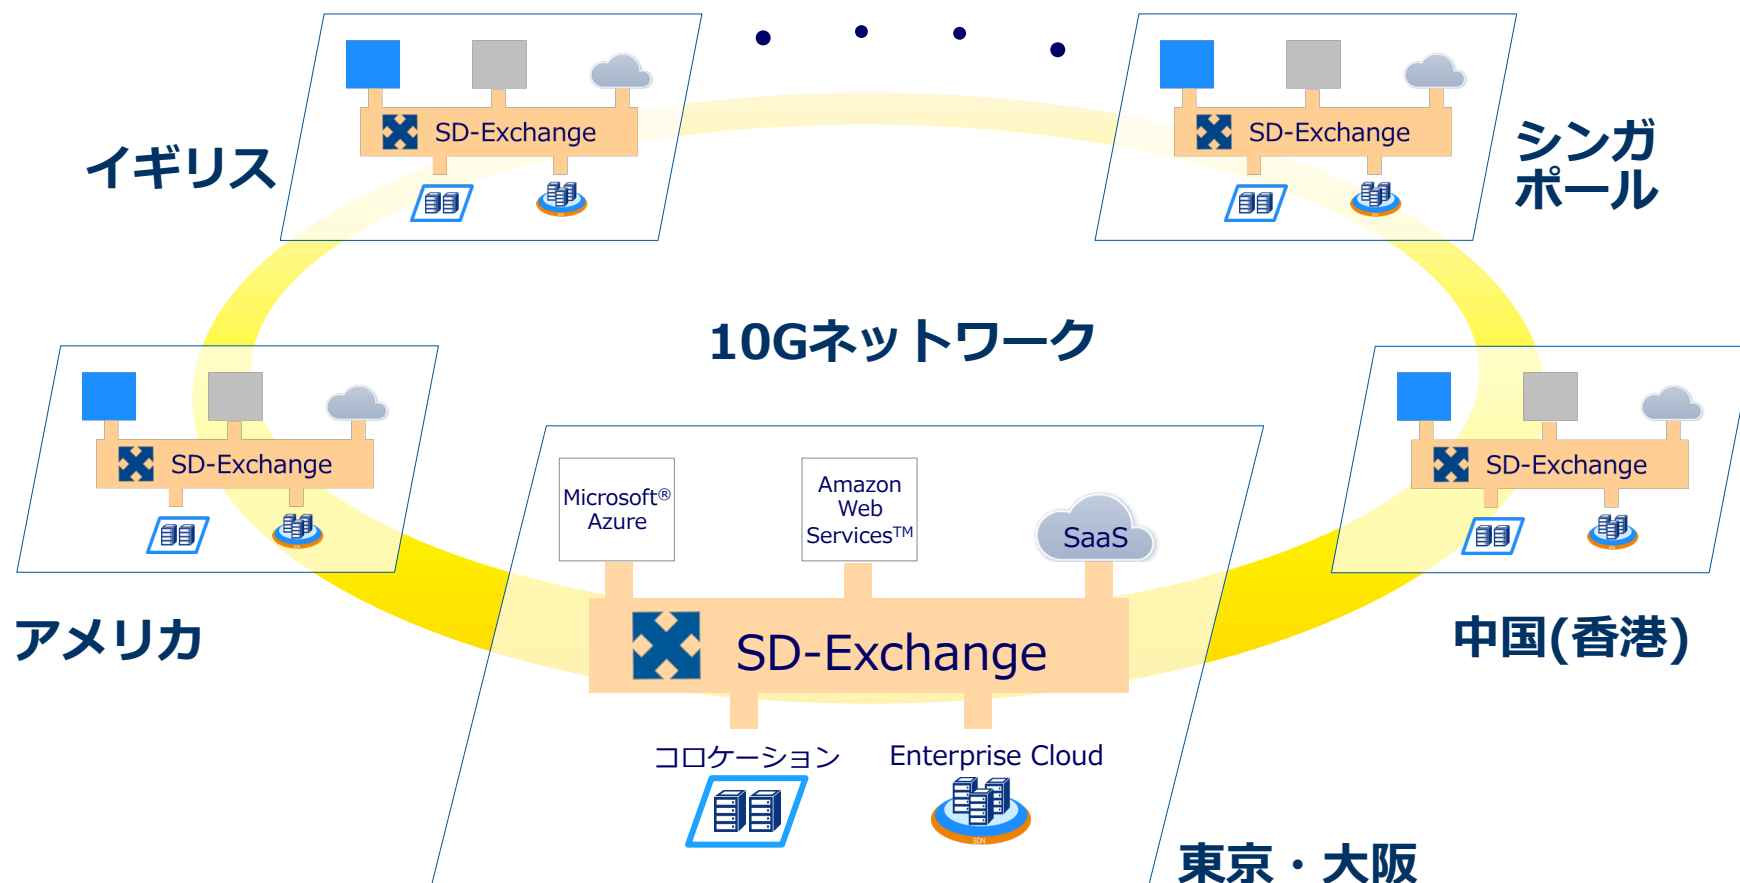 SD-Exchange
イギリス
SD-Exchange
シンガ
ポール
10Gネットワーク
SD-Exchange
アメリカ
SD-Exchange
中国(香港)
Microsoft®
Azure
Amazon
Web
Services™
SaaS
SD-Exchange
コロケーション
Enterprise Cloud
SDN
東京・大阪